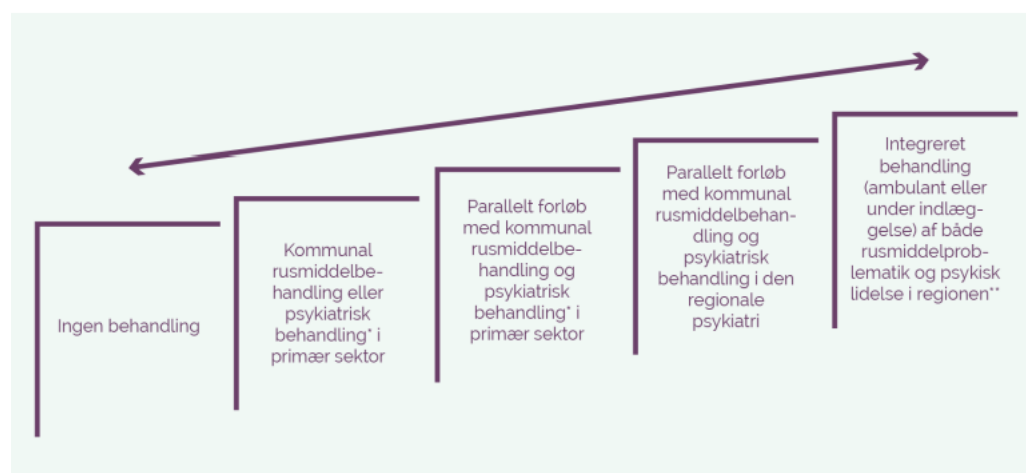 Ingen behandling
Kommunal
rusmiddelbe-
handling eller
psykiatrisk
behandling* i
primær sektor
Parallelt forløb
med kommunal
rusmiddelbe-
handling og
psykiatrisk
behandling* i
primær sektor
Parallelt forløb
med kommunal
rusmiddelbehan-
dling og
psykiatrisk
behandling i den
regionale
psykiatri
Integreret
behandling
(ambulant eller
under indlæg-
gelse) af både
rusmiddelprob-
lematik og psykisk
lidelse i regionen**